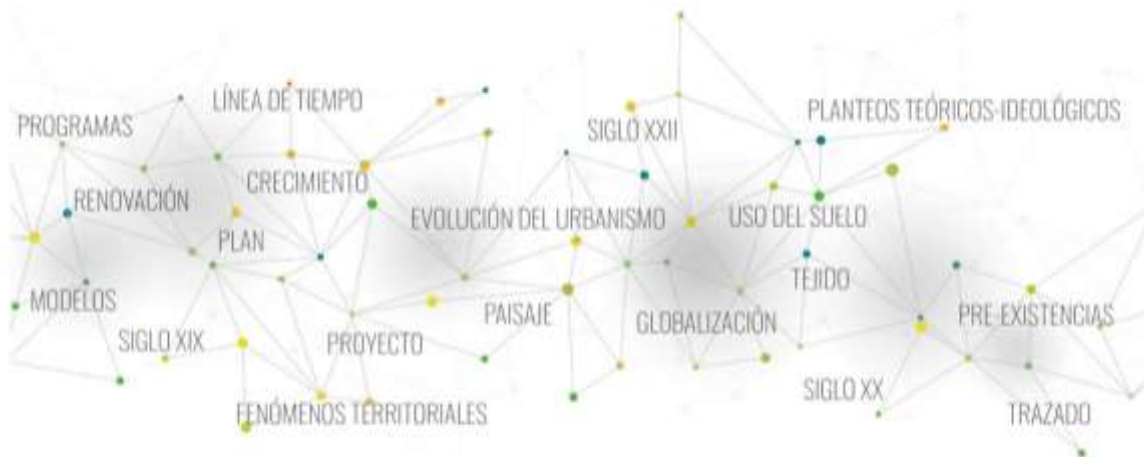 LÍNEA DE TIEMPO
PLANTEOS TEÓRICOS-IDEOLÓGICOS
PROGRAMAS
SIGLO XXII
CRECIMIENTO
RENOVACIÓN
EVOLUCIÓN DEL URBANISMO
USO DEL SUELO
PLAN
TEJIDO
MODELOS
PAISAJE
GLOBALIZACIÓN
PRE-EXISTENCIAS
SIGLO XIX
PROYECTO
SIGLO XX
FENÓMENOS TERRITORIALES
TRAZADO